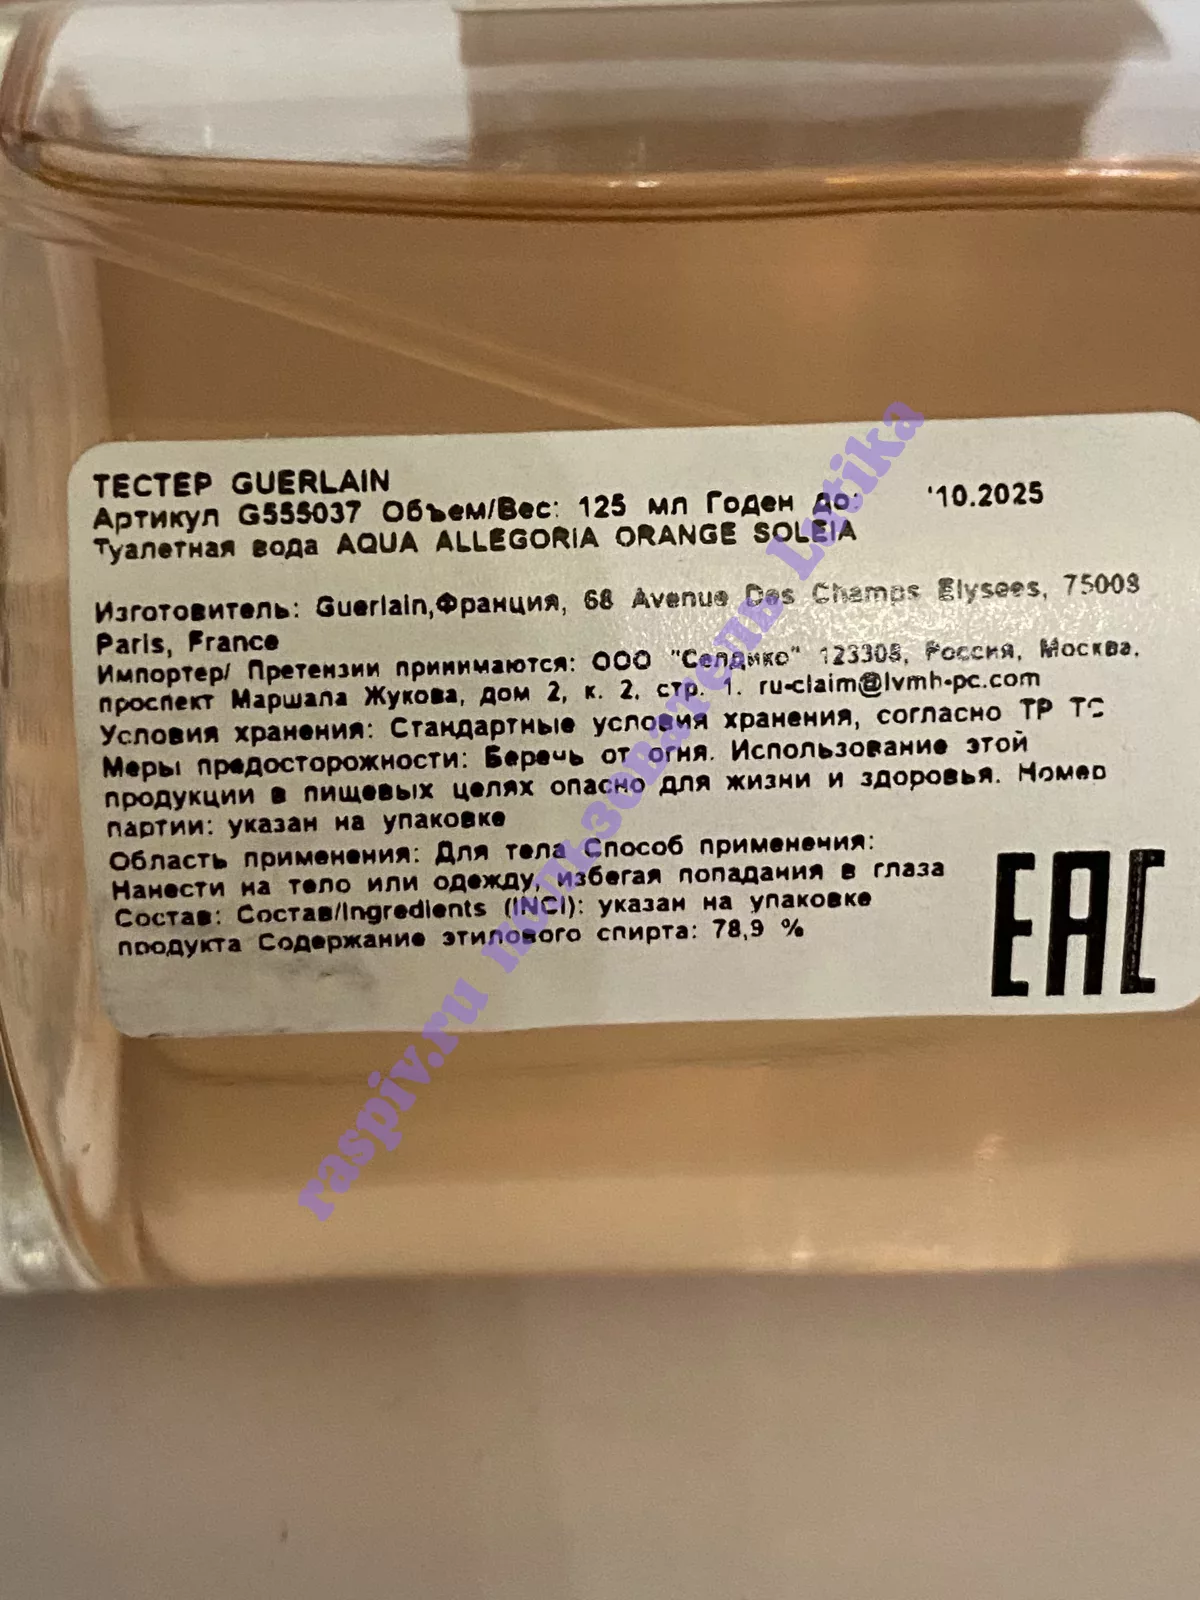 ТЕСТЕР GUERLAIN
Артикул G555037 Объем/Вес: 125 мл Годен до: '10.2025
Туалетная вода AQUA ALLEGORIA ORANGE SOLEIA
Изготовитель: Guerlain,Франция, 68 Avenue Des Champs Elysees, 75008
Paris, France
Импортер/ Претензии принимаются: ООО "Селдико" 123308, Россия, Москва,
проспект Маршала Жукова, дом 2, к. 2, стр. 1. ru-claim@lvmh-pc.com
Условия хранения: Стандартные условия хранения, согласно ТР ТС
Меры предосторожности: Беречь от огня. Использование этой
продукции в пищевых целях опасно для жизни и здоровья. Номер
партии: указан на упаковке
Область применения: Для тела Способ применения:
Нанести на тело или одежду, избегая попадания в глаза
Состав: Состав/Ingredients (INCI): указан на упаковке
продукта Содержание этилового спирта: 78,9 %
EAC
raspiv.ru пользователь Lutika